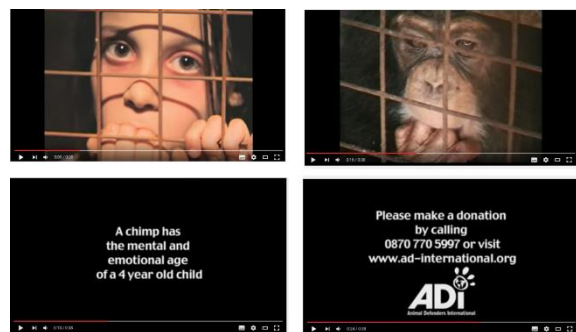 A chimp has
the mental and
emotional age
of a 4 year old child
Please make a donation
by calling
0870 770 5997 or visit
www.ad-international.org
ADI
Animal Defenders International